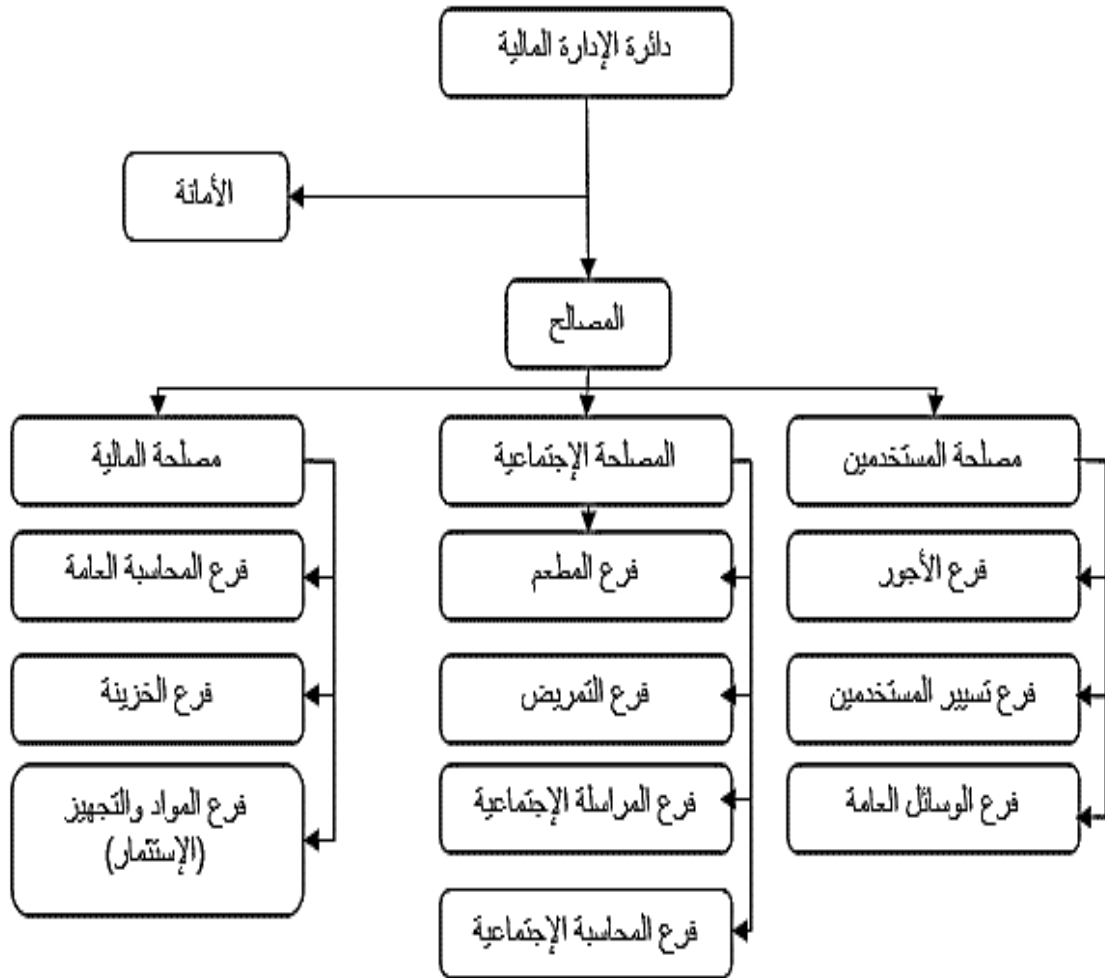 دائرة الإدارة المالية
الأمانة
المصالح
مصلحة المستخدمين
المصلحة الإجتماعية
مصلحة المالية
فرع الأجور
فرع المطعم
فرع المحاسبة العامة
فرع تسيير المستخدمين
فرع التمريض
فرع الخزينة
فرع الوسائل العامة
فرع المراسلة الإجتماعية
فرع المواد والتجهيز
(الإستثمار)
فرع المحاسبة الإجتماعية